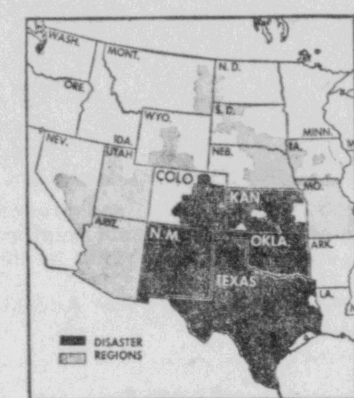 WASH.
MONT.
N. D.
ORE.
S. D.
MINN.
WYO.
IDA.
NEV.
UTAH
NEB.
IA.
COLO.
KAN.
MO.
ARIZ.
N.M.
OKLA.
ARK.
TEXAS
LA.
DISASTER
REGIONS